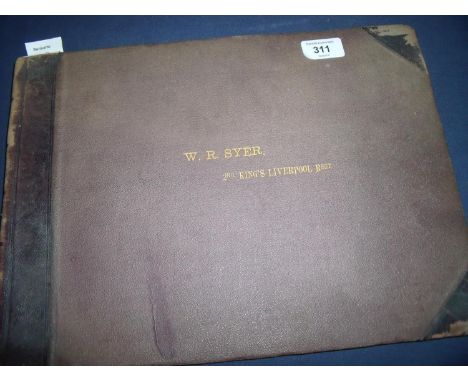 W. R. SYER,
2ND KING'S LIVERPOOL REGT
311